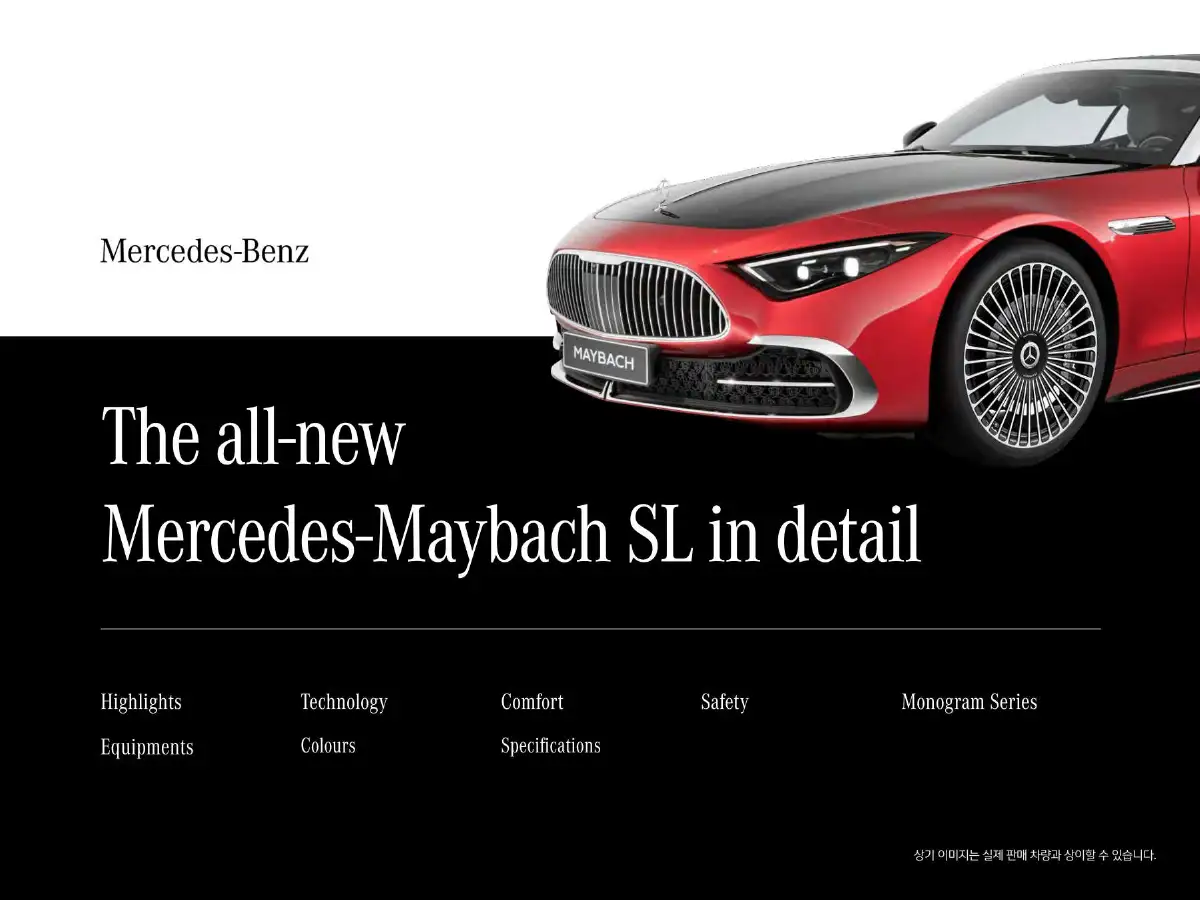 Mercedes-Benz
MAYBACH
The all-new
Mercedes-Maybach SL in detail
Highlights
Technology
Comfort
Safety
Monogram Series
Equipments
Colours
Specifications
상기 이미지는 실제 판매 차량과 상이할 수 있습니다.